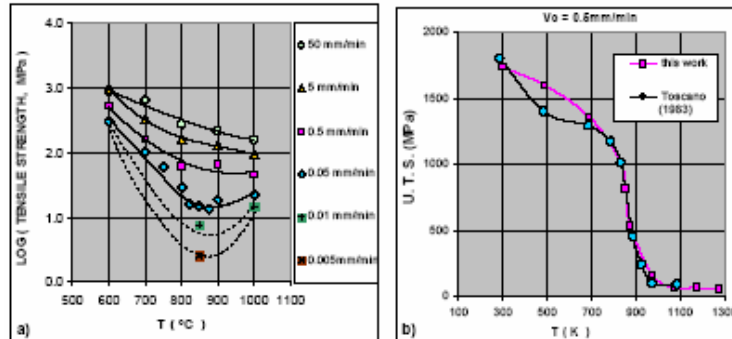 4.0
3.0
2.0
1.0
0.0
LOG ( TENSILE STRENGTH, MPa)
500 600 700 800 900 1000 1100
T (ºC)
a)
50 mm/min
5 mm/min
0.5 mm/min
0.05 mm/min
0.01 mm/min
0.005mm/min
Vo = 0.5mm/min
2000
1500
1000
500
0
U. T. S. (MPa)
100 300 500 700 900 1100 1300
T ( K )
b)
this work
Toscano
(1983)